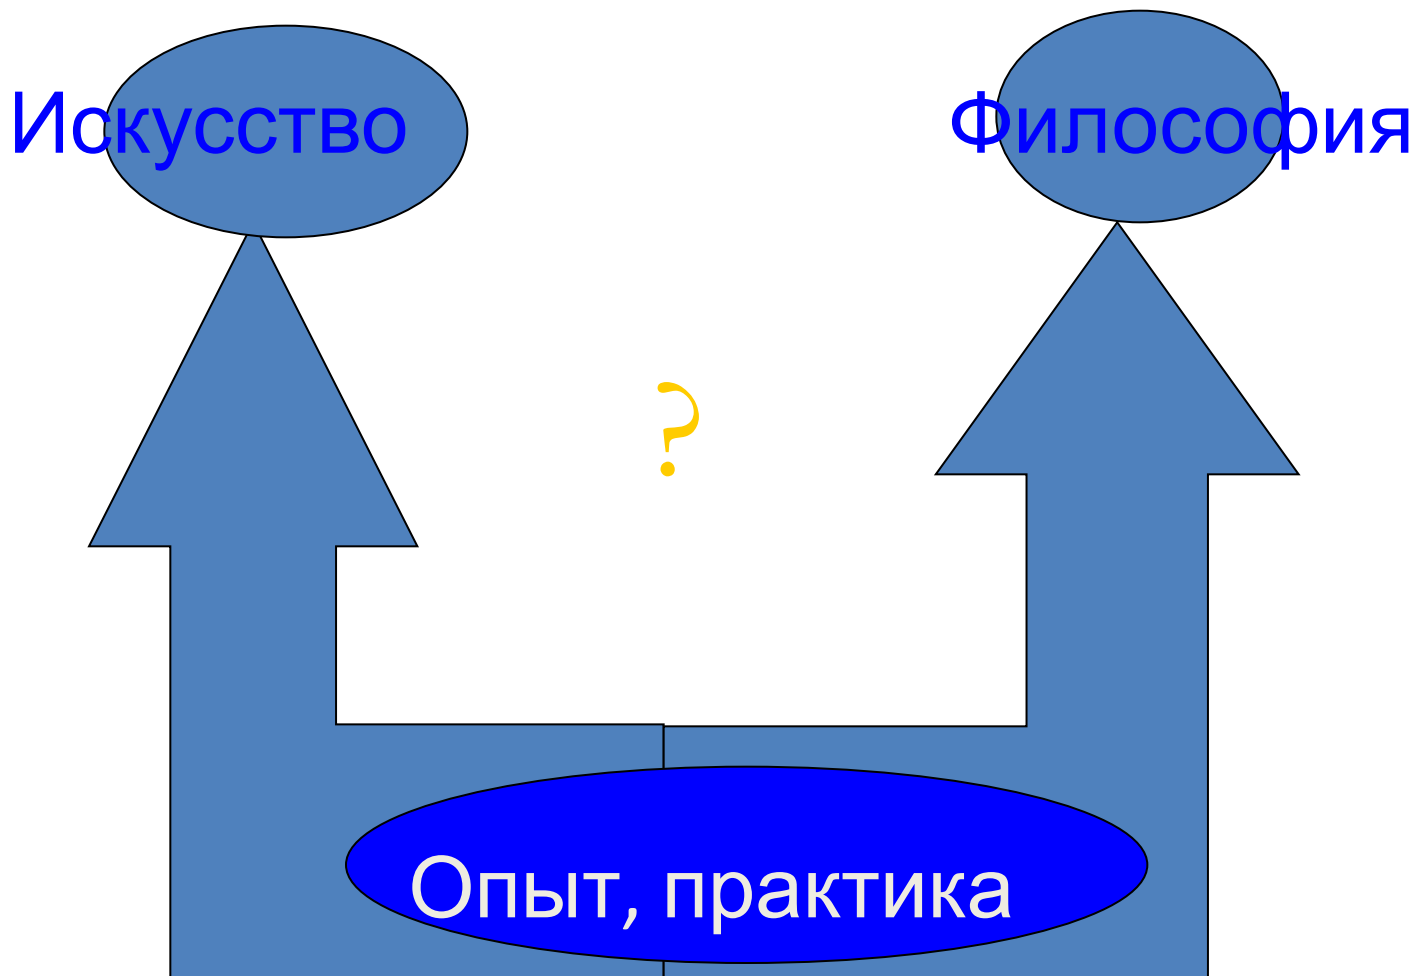 Искусство
Философия
?
Опыт, практика